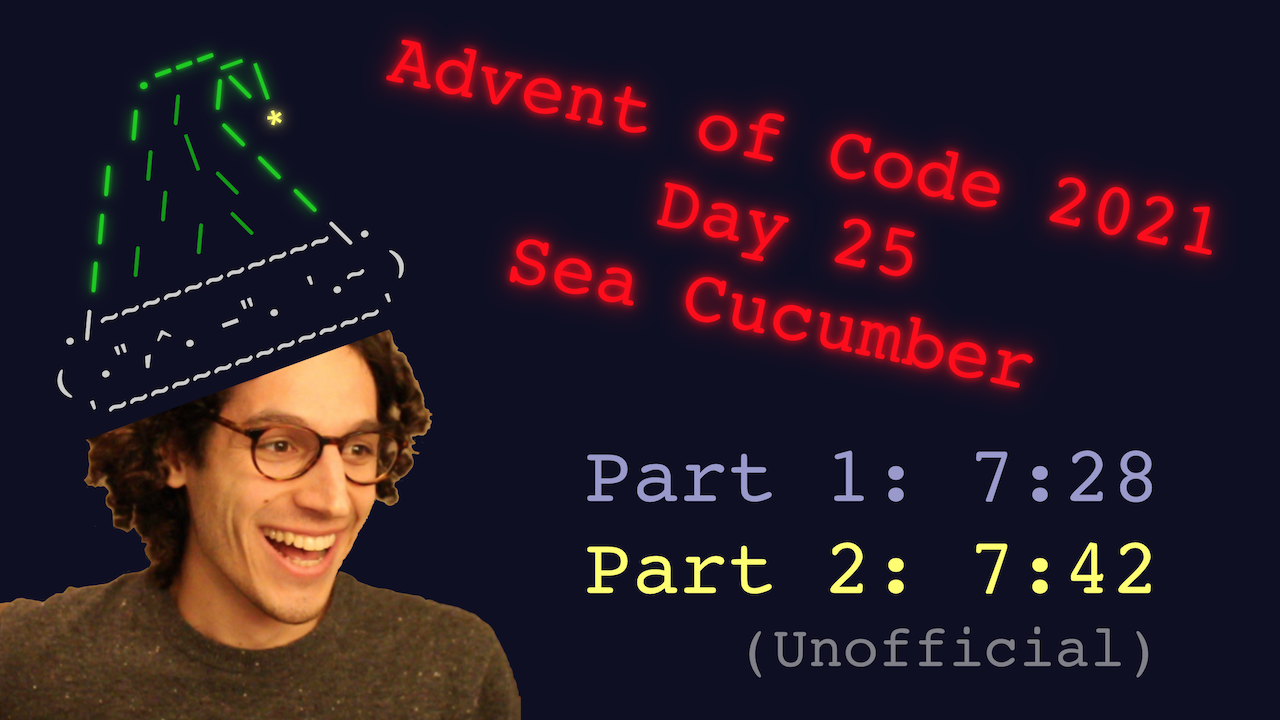 Advent of Code 2021
Day 25
Sea Cucumber
Part 1: 7:28
Part 2: 7:42
(Unofficial)